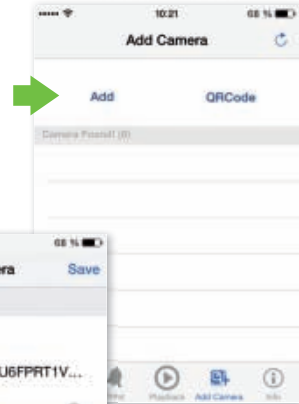 10:21 68 %
Add Camera
Add QRCode
Camera Found! (0)
68 %
era Save
U6FPRT1V...
Playback Add Camera Info